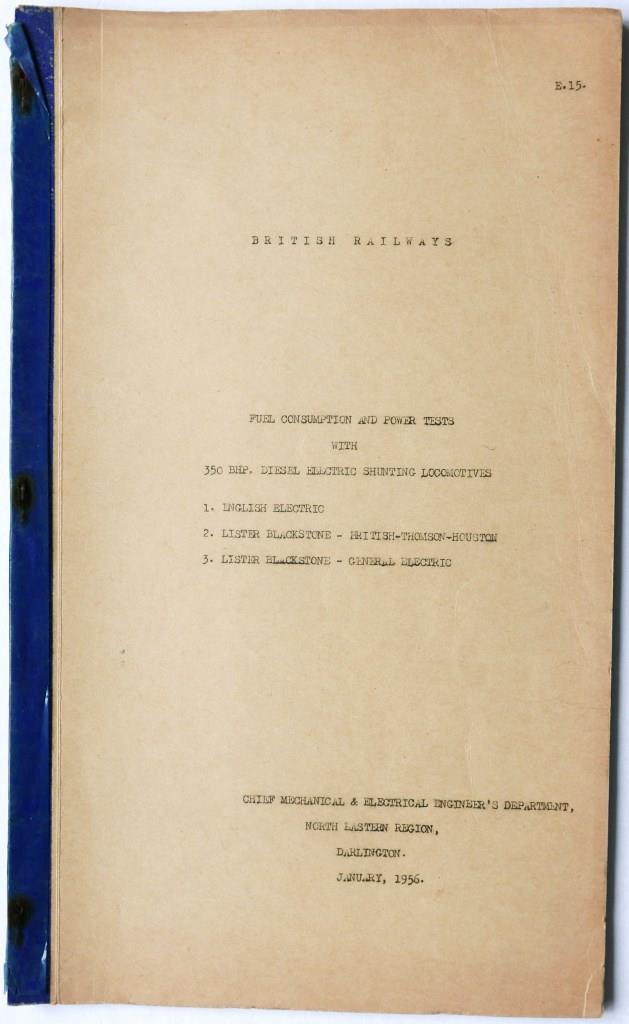 E.15.
BRITISH RAILWAYS
FUEL CONSUMPTION AND POWER TESTS
WITH
350 BHP. DIESEL ELECTRIC SHUNTING LOCOMOTIVES
1. ENGLISH ELECTRIC
2. LISTER BLACKSTONE - BRITISH-THOMSON-HOUSTON
3. LISTER BLACKSTONE - GENERAL ELECTRIC
CHIEF MECHANICAL & ELECTRICAL ENGINEER'S DEPARTMENT,
NORTH EASTERN REGION,
DARLINGTON.
JANUARY, 1956.